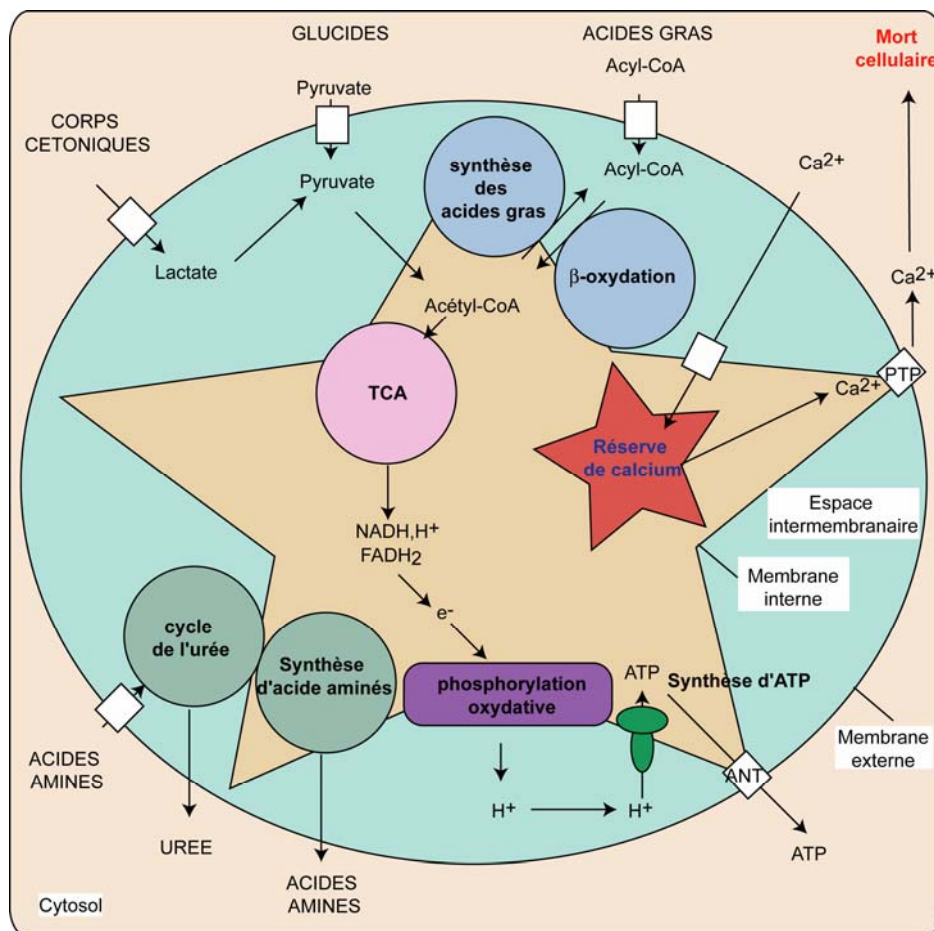 GLUCIDES
ACIDES GRAS
Mort
cellulaire
Acyl-CoA
Pyruvate
CORPS
CETONIQUES
synthèse
des
acides gras
Ca2+
Pyruvate
Acyl-CoA
Lactate
β-oxydation
Ca2+
Acétyl-CoA
PTP
Ca2+
TCA
Réserve
de calcium
Espace
intermembranaire
NADH,H+
FADH2
Membrane
interne
e-
cycle
de l'urée
Synthèse
d'acide aminés
phosphorylation
oxydative
ATP
Synthèse d'ATP
Membrane
externe
ACIDES
AMINES
ANT
H+
H+
UREE
ATP
ACIDES
AMINES
Cytosol